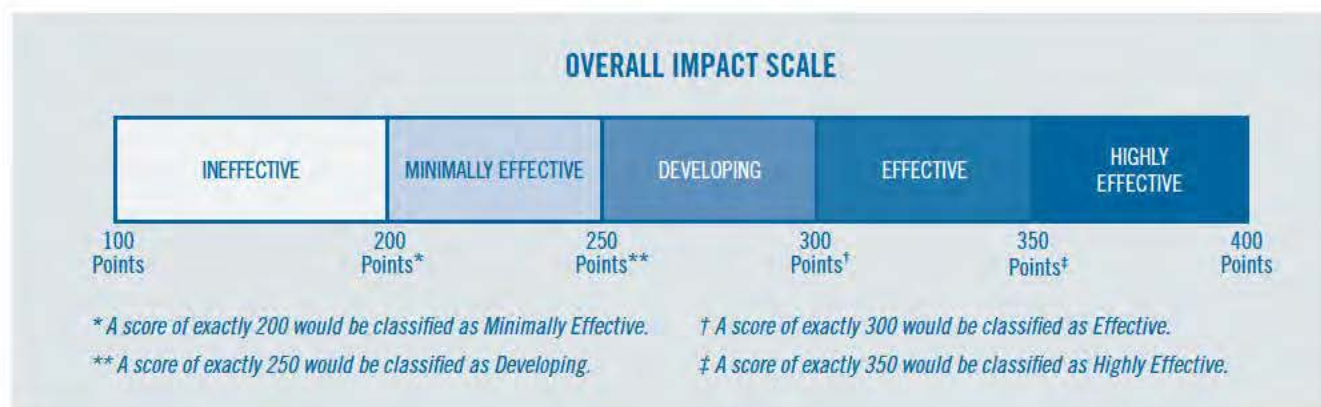 OVERALL IMPACT SCALE
INEFFECTIVE
MINIMALLY EFFECTIVE
DEVELOPING
EFFECTIVE
HIGHLY
EFFECTIVE
100
Points
200
Points*
250
Points**
300
Points†
350
Points‡
400
Points
* A score of exactly 200 would be classified as Minimally Effective.
** A score of exactly 250 would be classified as Developing.
† A score of exactly 300 would be classified as Effective.
‡ A score of exactly 350 would be classified as Highly Effective.